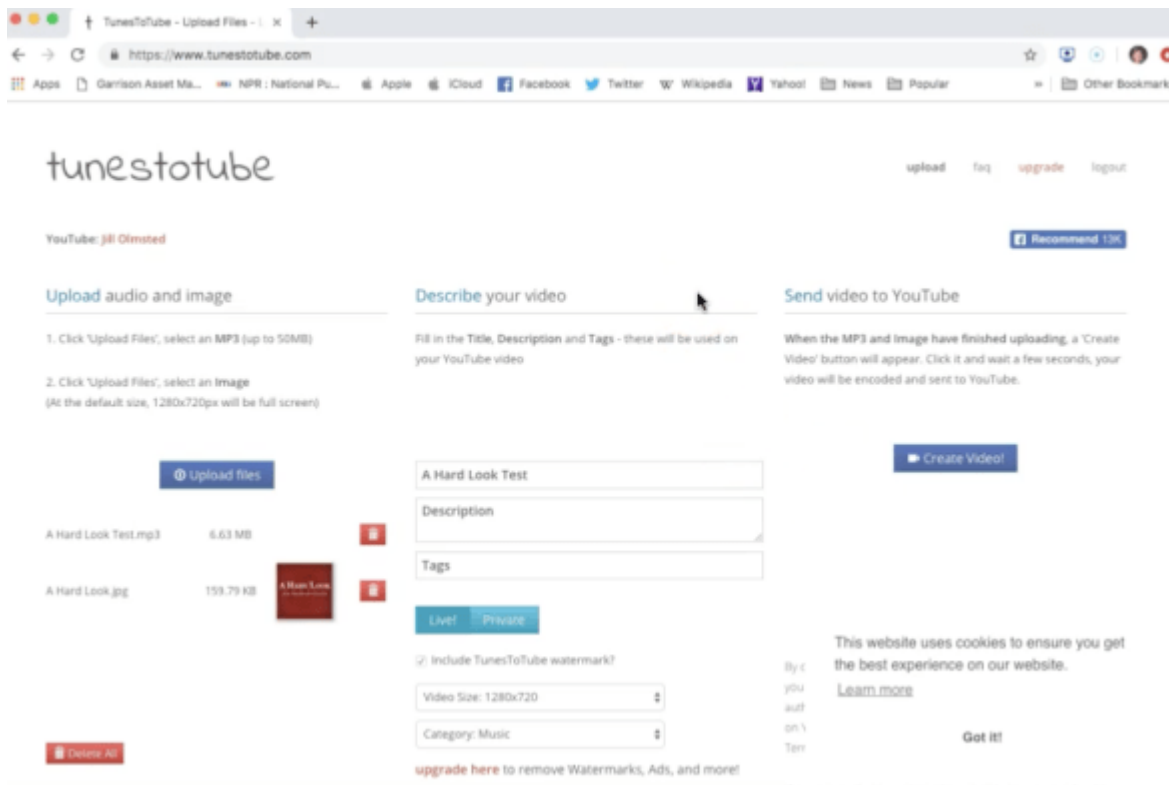 TunesToTube - Upload Files -
https://www.tunestotube.com
Apps Garrison Asset Ma... NPR : National Pu... Apple iCloud Facebook Twitter Wikipedia Yahoo! News Popular » Other Bookmark
tunestotube
upload faq upgrade logout
YouTube: Jill Olmsted
Recommend 13K
Upload audio and image
1. Click 'Upload Files', select an MP3 (up to 50MB)
2. Click 'Upload Files', select an Image
(At the default size, 1280x720px will be full screen)
Upload files
A Hard Look Test.mp3 6.63 MB
A Hard Look.jpg 159.79 KB
A Hard Look
Delete All
Describe your video
Fill in the Title, Description and Tags - these will be used on
your YouTube video
A Hard Look Test
Description
Tags
Live! Private
Include TunesToTube watermark?
Video Size: 1280x720
Category: Music
upgrade here to remove Watermarks, Ads, and more!
Send video to YouTube
When the MP3 and Image have finished uploading, a 'Create
Video' button will appear. Click it and wait a few seconds, your
video will be encoded and sent to YouTube.
Create Video!
By
you
on
This website uses cookies to ensure you get
the best experience on our website.
Learn more
Got it!